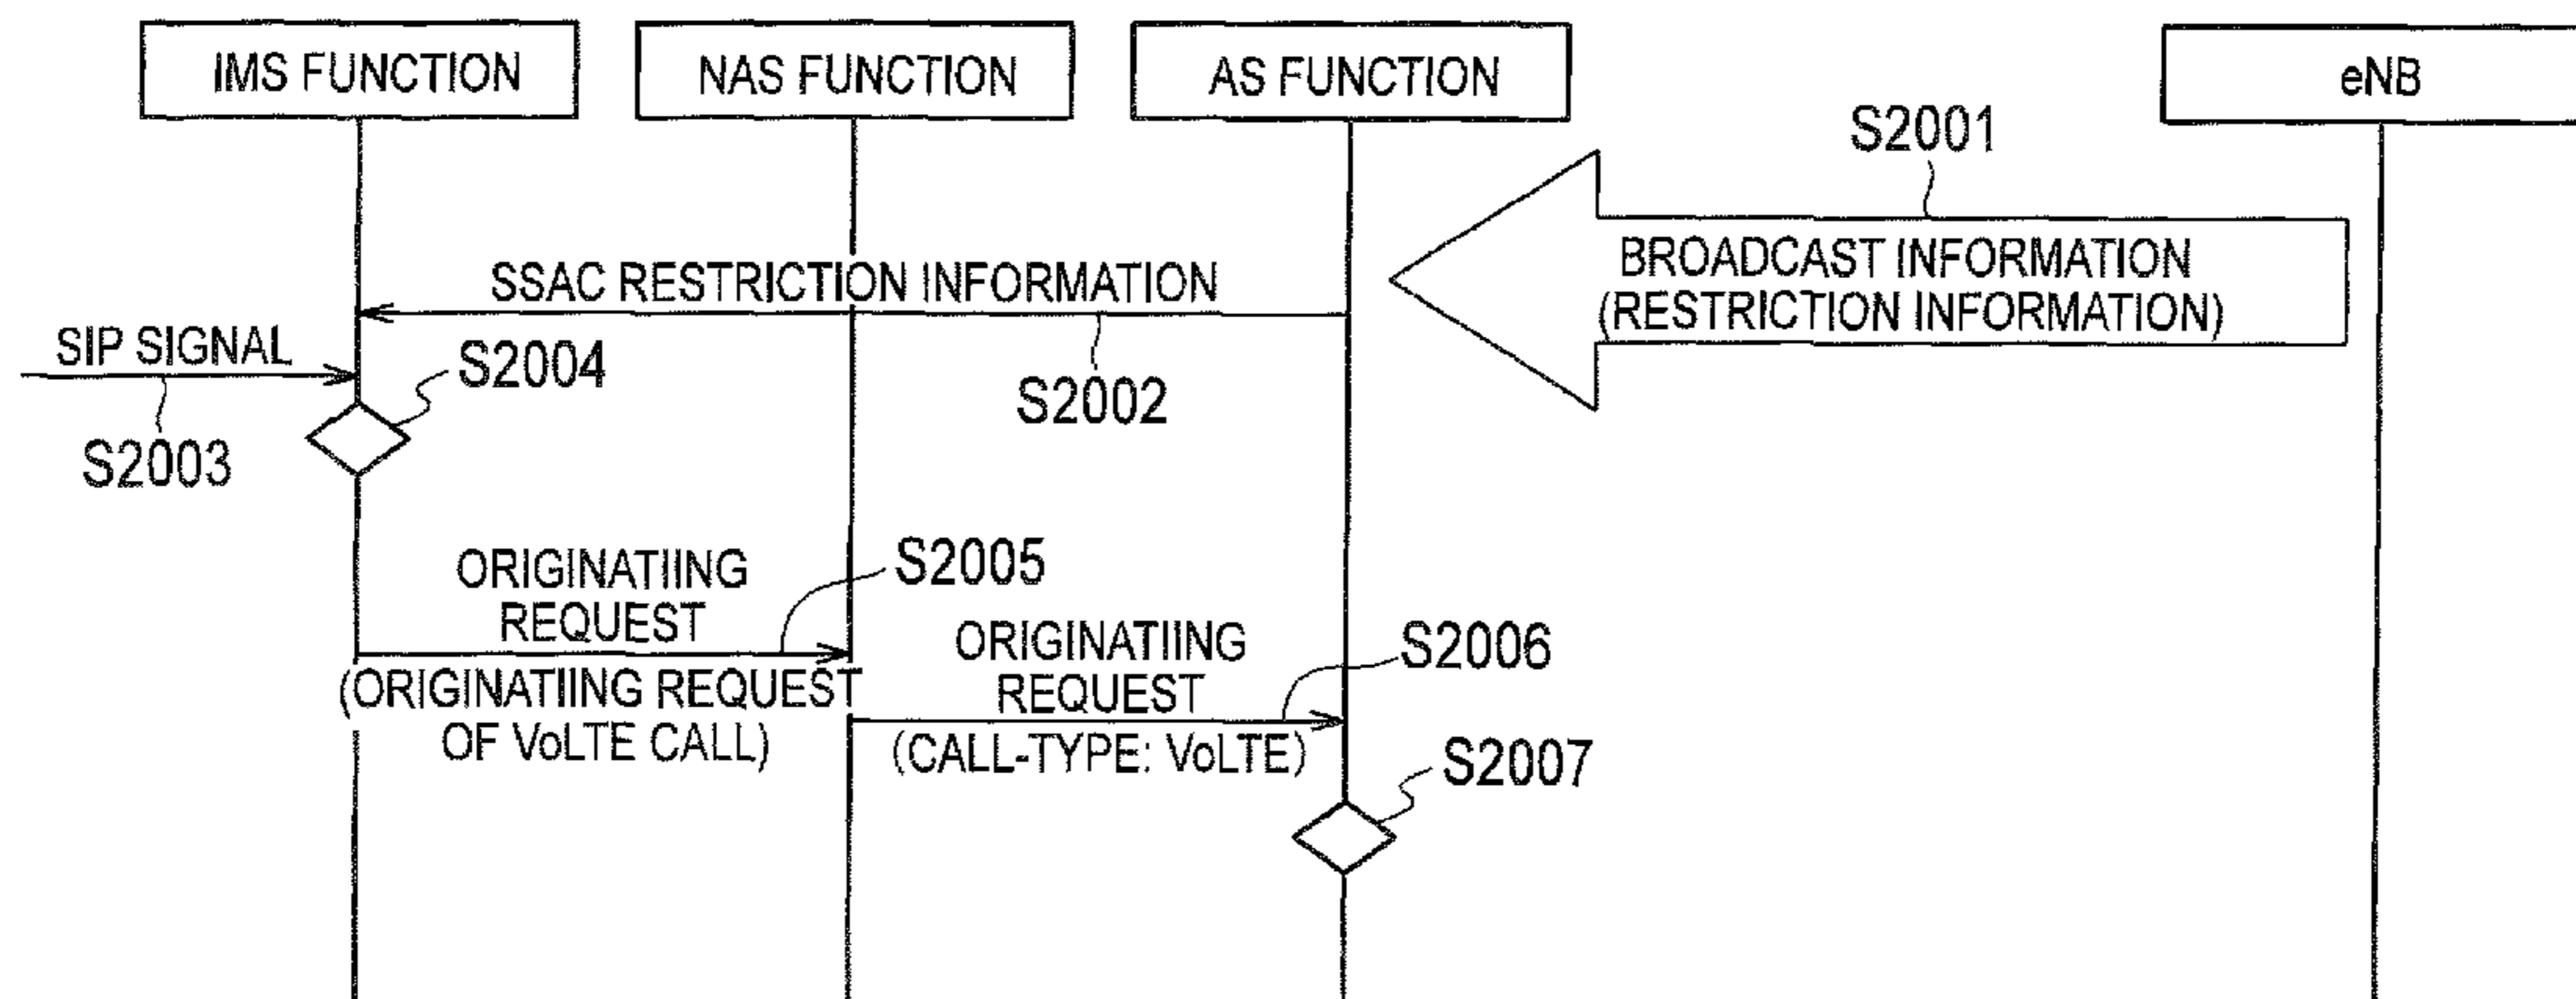 IMS FUNCTION
NAS FUNCTION
AS FUNCTION
eNB
S2001
BROADCAST INFORMATION
(RESTRICTION INFORMATION)
SSAC RESTRICTION INFORMATION
S2002
SIP SIGNAL
S2003
S2004
ORIGINATIING
REQUEST
S2005
(ORIGINATIING REQUEST
OF VoLTE CALL)
ORIGINATIING
REQUEST
S2006
(CALL-TYPE: VoLTE)
S2007